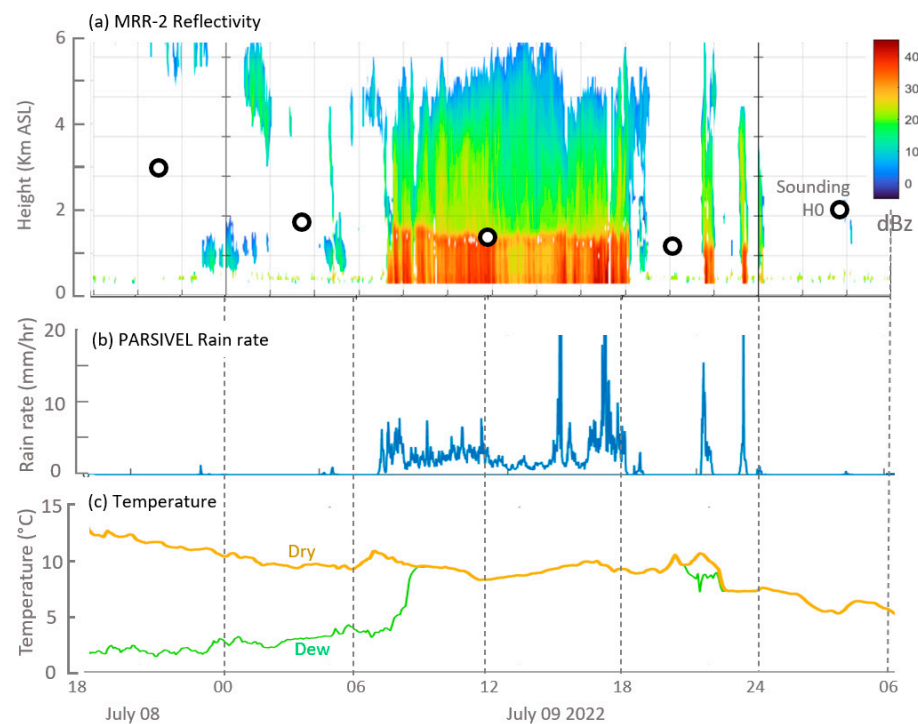 (a) MRR-2 Reflectivity
6
4
2
0
Height (Km ASL)
Sounding
H0
40
30
20
10
0
dBz
(b) PARSIVEL Rain rate
20
10
0
Rain rate (mm/hr)
(c) Temperature
15
10
5
0
Temperature (°C)
Dry
Dew
18 00 06 12 18 24 06
July 08 July 09 2022